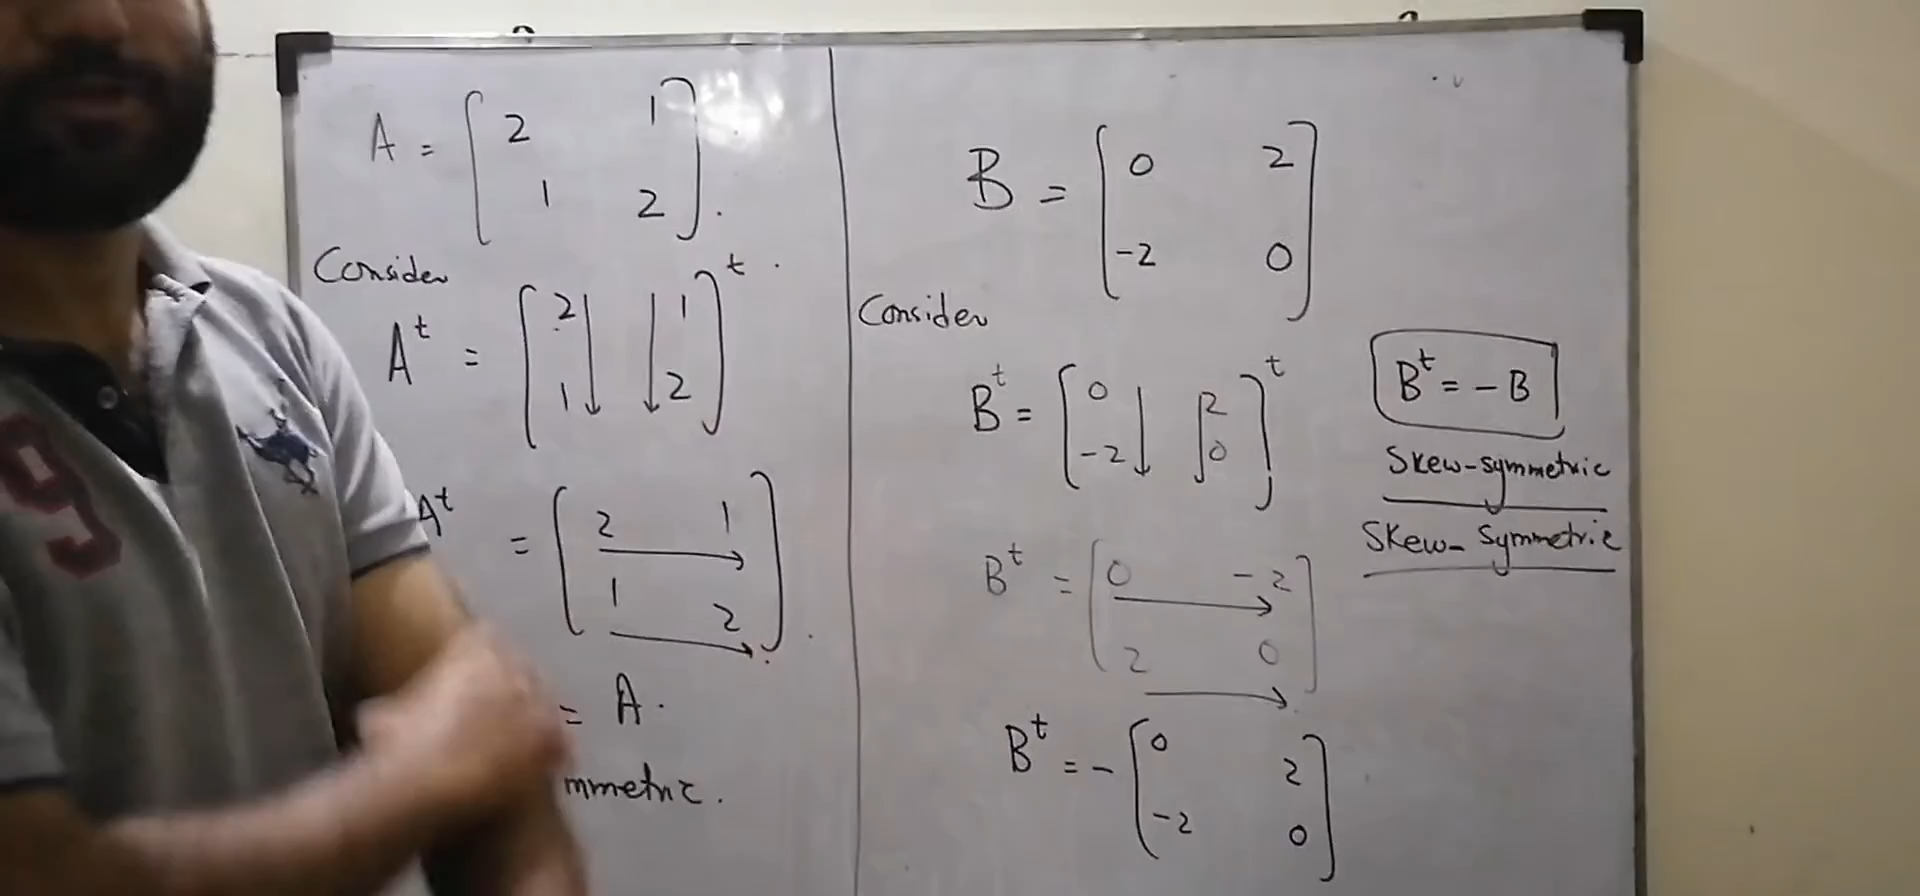 A = [ 2 1
1 2 ].
Consider
A^t = [ 2 1
1 2 ]^t.
A^t = [ 2 1
1 2 ].
= A.
mmetric.
B = [ 0 2
-2 0 ]
Consider
B^t = [ 0 2
-2 0 ]^t
B^t = [ 0 -2
2 0 ]
B^t = - [ 0 2
-2 0 ]
B^t = - B
Skew-symmetric
Skew-Symmetric
9